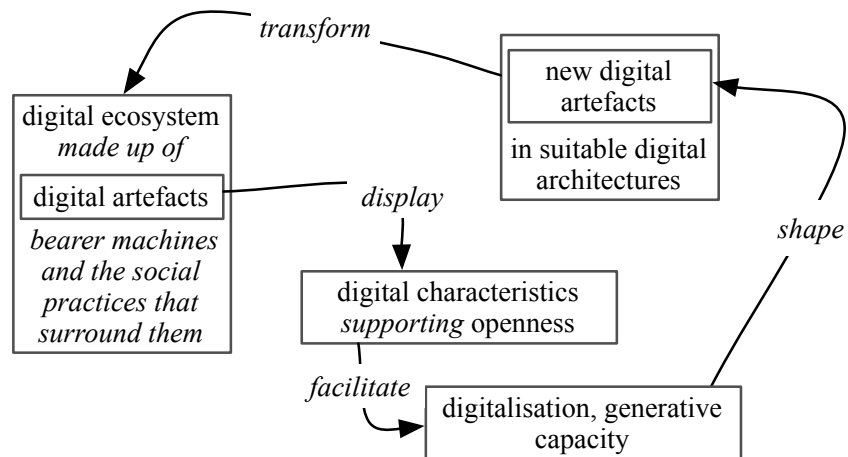 transform
new digital
artefacts
in suitable digital
architectures
digital ecosystem
made up of
digital artefacts
bearer machines
and the social
practices that
surround them
display
shape
digital characteristics
supporting openness
facilitate
digitalisation, generative
capacity